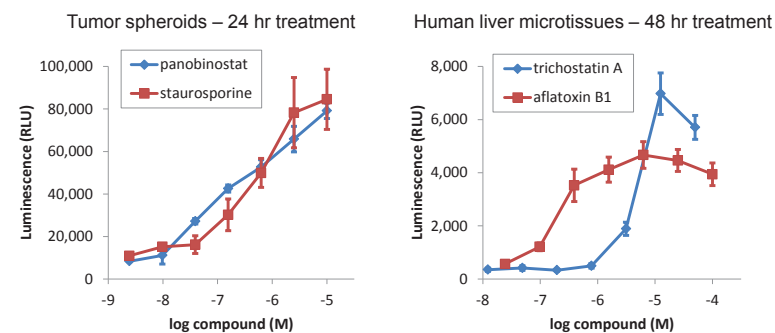 Tumor spheroids – 24 hr treatment
Luminescence (RLU)
100,000
80,000
60,000
40,000
20,000
0
panobinostat
staurosporine
-9 -8 -7 -6 -5
log compound (M)
Human liver microtissues – 48 hr treatment
Luminescence (RLU)
8,000
6,000
4,000
2,000
0
trichostatin A
aflatoxin B1
-8 -7 -6 -5 -4
log compound (M)